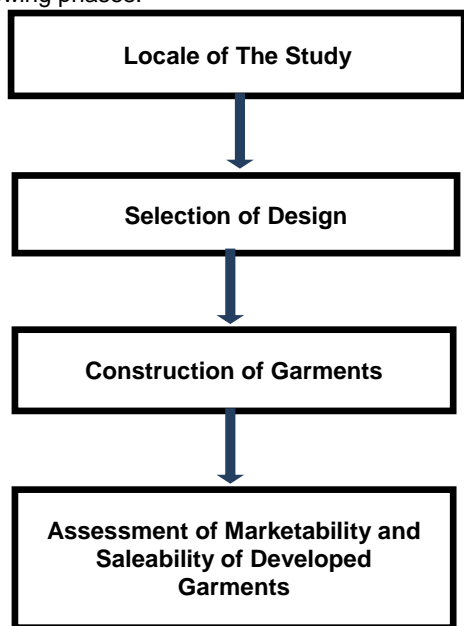 wing phases.
Locale of The Study
Selection of Design
Construction of Garments
Assessment of Marketability and
Saleability of Developed
Garments